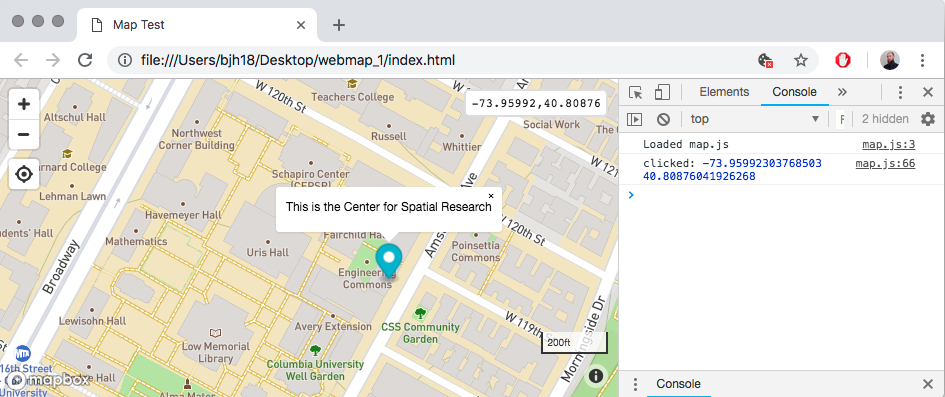 Map Test
file:///Users/bjh18/Desktop/webmap_1/index.html
Elements
Console
top
2 hidden
Loaded map.js
map.js:3
clicked: -73.95992303768503
40.80876041926268
map.js:66
Console
-73.95992,40.80876
W 120th St
Teachers College
Altschul Hall
Northwest
Corner Building
Russell
Whittier
Social Work
The
W 121
nard College
Lehman Lawn
Schapiro Center
(CEPSR)
Ave
This is the Center for Spatial Research
Havemeyer Hall
W 120th St
dents' Hall
Mathematics
Uris Hall
Fairchild
Poinsettia
Commons
Broadway
Engineering
Commons
Lewisohn Hall
Avery Extension
CSS Community
Garden
W 119th
Morningside Dr
200ft
Low Memorial
Library
Columbia University
Well Garden
16th Street
mapbox
University
Alma Mater